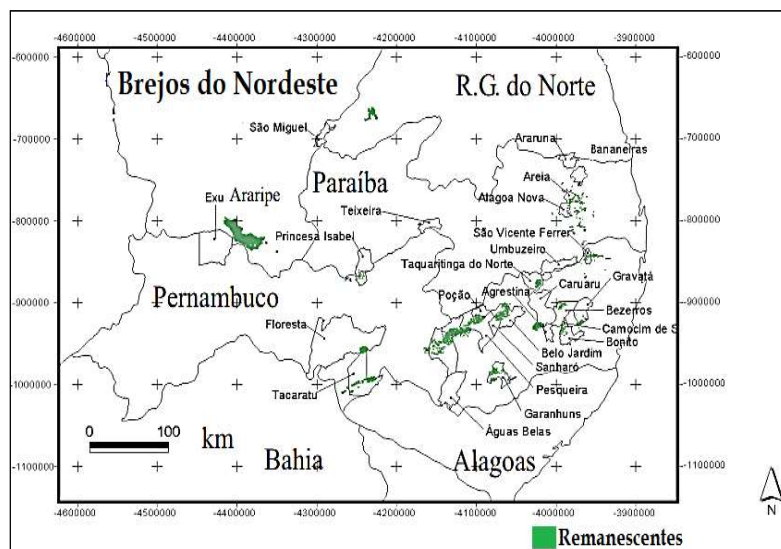 -4600000 -4500000 -4400000 -4300000 -4200000 -4100000 -4000000 -3900000
-600000
-600000
Brejos do Nordeste
R.G. do Norte
São Miguel
-700000
-700000
Araruna
Bananeiras
Areia
Alagoa Nova
Paraíba
Exu
Araripe
Teixeira
-800000
-800000
Princesa Isabel
São Vicente Ferrer
Umbuzeiro
Taquaritinga do Norte
Gravatá
Caruaru
Agrestina
Poção
Pernambuco
-900000
-900000
Bezerros
Floresta
Camocim de S
Bonito
Belo Jardim
Sanharó
Pesqueira
Tacaratu
-1000000
-1000000
Garanhuns
Águas Belas
0 100
km
Bahia
Alagoas
-1100000
-1100000
-4600000 -4500000 -4400000 -4300000 -4200000 -4100000 -4000000 -3900000
N
Remanescentes